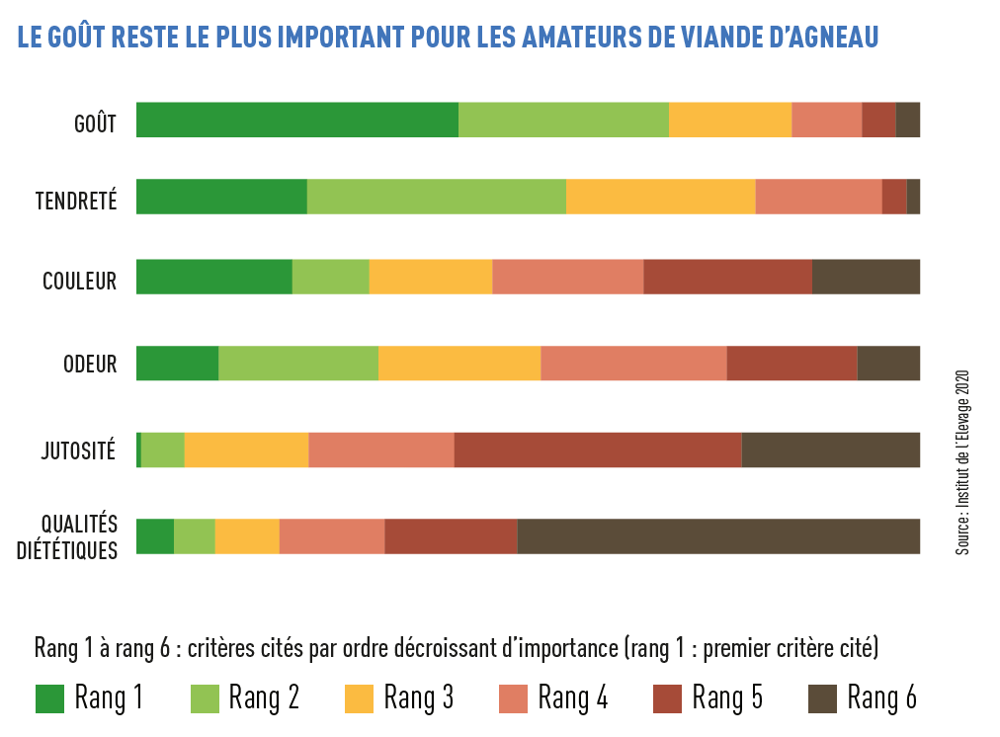 LE GOÛT RESTE LE PLUS IMPORTANT POUR LES AMATEURS DE VIANDE D’AGNEAU
GOÛT
TENDRETÉ
COULEUR
ODEUR
JUTOSITÉ
QUALITÉS
DIÉTÉTIQUES
Source: Institut de l’Elevage 2020
Rang 1 à rang 6 : critères cités par ordre décroissant d’importance (rang 1 : premier critère cité)
Rang 1 Rang 2 Rang 3 Rang 4 Rang 5 Rang 6